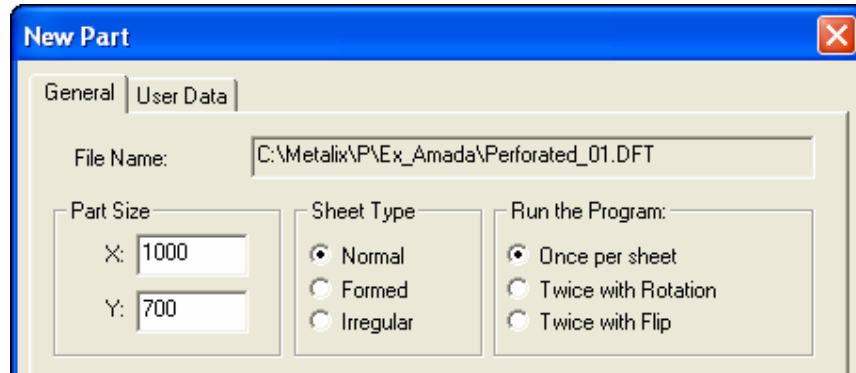 New Part
General User Data
File Name: C:\Metalix\P\Ex_Amada\Perforated_01.DFT
Part Size Sheet Type Run the Program:
X: 1000 Normal Once per sheet
Y: 700 Formed Twice with Rotation
Irregular Twice with Flip